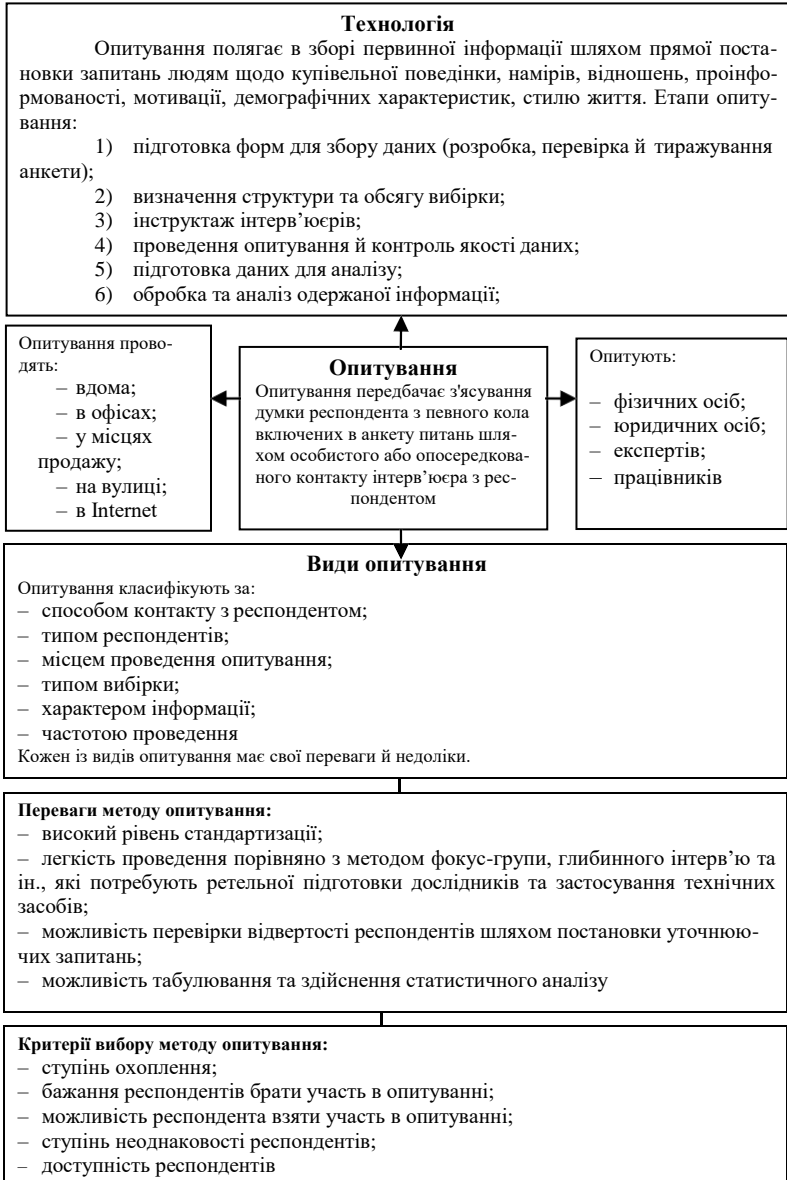 Технологія
Опитування полягає в зборі первинної інформації шляхом прямої поста-
новки запитань людям щодо купівельної поведінки, намірів, відношень, проінфо-
рмованості, мотивації, демографічних характеристик, стилю життя. Етапи опиту-
вання:
1) підготовка форм для збору даних (розробка, перевірка й тиражування
анкети);
2) визначення структури та обсягу вибірки;
3) інструктаж інтерв’юєрів;
4) проведення опитування й контроль якості даних;
5) підготовка даних для аналізу;
6) обробка та аналіз одержаної інформації;
Опитування прово-
дять:
– вдома;
– в офісах;
– у місцях
продажу;
– на вулиці;
– в Internet
Опитування
Опитування передбачає з'ясування
думки респондента з певного кола
включених в анкету питань шля-
хом особистого або опосередкова-
ного контакту інтерв’юєра з рес-
пондентом
Опитують:
– фізичних осіб;
– юридичних осіб;
– експертів;
– працівників
Види опитування
Опитування класифікують за:
– способом контакту з респондентом;
– типом респондентів;
– місцем проведення опитування;
– типом вибірки;
– характером інформації;
– частотою проведення
Кожен із видів опитування має свої переваги й недоліки.
Переваги методу опитування:
– високий рівень стандартизації;
– легкість проведення порівняно з методом фокус-групи, глибинного інтерв’ю та
ін., які потребують ретельної підготовки дослідників та застосування технічних
засобів;
– можливість перевірки відвертості респондентів шляхом постановки уточнюю-
чих запитань;
– можливість табулювання та здійснення статистичного аналізу
Критерії вибору методу опитування:
– ступінь охоплення;
– бажання респондентів брати участь в опитуванні;
– можливість респондента взяти участь в опитуванні;
– ступінь неоднаковості респондентів;
– доступність респондентів